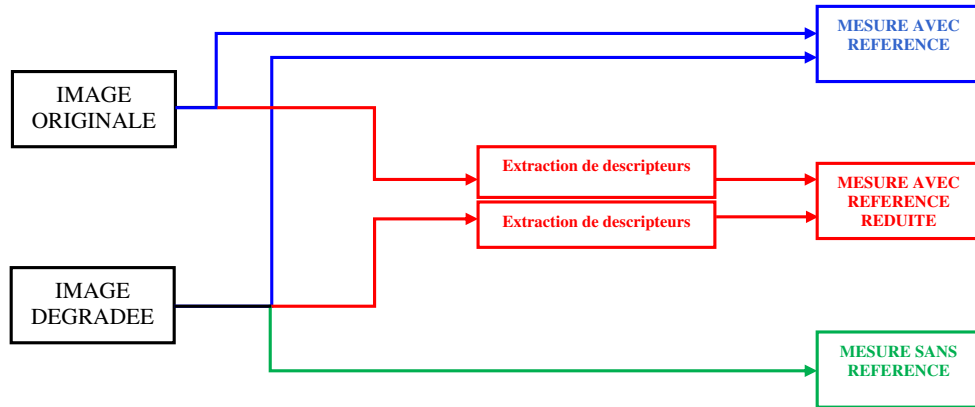 MESURE AVEC
REFERENCE
IMAGE
ORIGINALE
Extraction de descripteurs
Extraction de descripteurs
MESURE AVEC
REFERENCE
REDUITE
IMAGE
DEGRADEE
MESURE SANS
REFERENCE